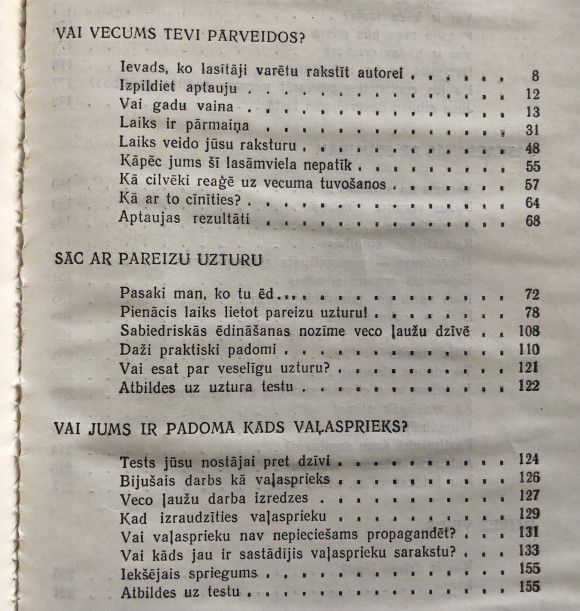 VAI VECUMS TEVI PĀRVEIDOS?
Ievads, ko lasītāji varētu rakstīt autorei . . . . . . 8
Izpildiet aptauju . . . . . . . . . . . . . 12
Vai gadu vaina . . . . . . . . . . . . . 13
Laiks ir pārmaiņa . . . . . . . . . . . . 31
Laiks veido jūsu raksturu . . . . . . . . . . 48
Kāpēc jums šī lasāmviela nepatīk . . . . . . . . 55
Kā cilvēki reaģē uz vecuma tuvošanos . . . . . . 57
Kā ar to cīnīties? . . . . . . . . . . . . . 64
Aptaujas rezultāti . . . . . . . . . . . . 68
SĀC AR PAREIZU UZTURU
Pasaki man, ko tu ēd... . . . . . . . . . . . 72
Pienācis laiks lietot pareizu uzturu! . . . . . . . 78
Sabiedriskās ēdināšanas nozīme veco ļaužu dzīvē . . 108
Daži praktiski padomi . . . . . . . . . . . 110
Vai esat par veselīgu uzturu? . . . . . . . . . 121
Atbildes uz uztura testu . . . . . . . . . . 122
VAI JUMS IR PADOMĀ KĀDS VAĻASPRIEKS?
Tests jūsu nostājai pret dzīvi . . . . . . . . . 124
Bijušais darbs kā vaļasprieks . . . . . . . . . 126
Veco ļaužu darba izredzes . . . . . . . . . 127
Kad izraudzīties vaļasprieku . . . . . . . . . 129
Vai vaļasprieku nav nepieciešams propagandēt? . . . 131
Vai kāds jau ir sastādījis vaļasprieku sarakstu? . . . 133
Iekšējais spriegums . . . . . . . . . . . . 155
Atbildes uz testu . . . . . . . . . . . . . 155